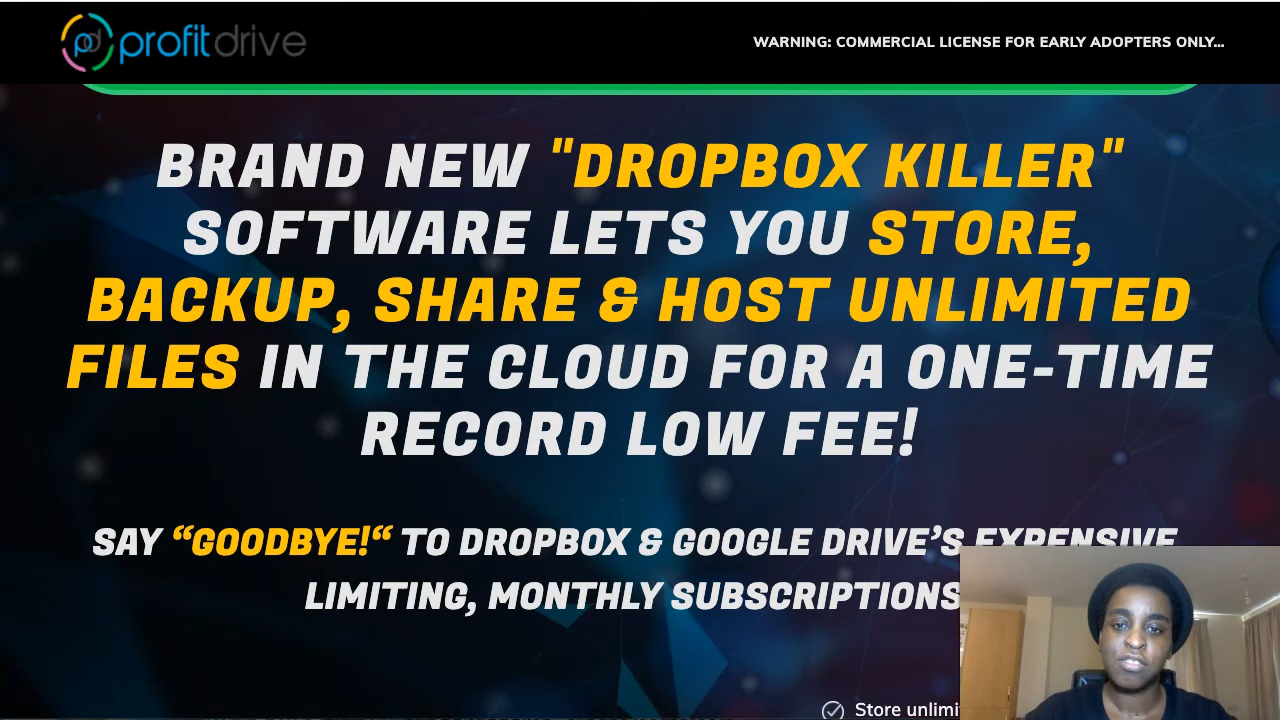 pd profitdrive
WARNING: COMMERCIAL LICENSE FOR EARLY ADOPTERS ONLY...
BRAND NEW "DROPBOX KILLER"
SOFTWARE LETS YOU STORE,
BACKUP, SHARE & HOST UNLIMITED
FILES IN THE CLOUD FOR A ONE-TIME
RECORD LOW FEE!
SAY “GOODBYE!“ TO DROPBOX & GOOGLE DRIVE’S EXPENSIVE
LIMITING, MONTHLY SUBSCRIPTIONS
Store unlimi